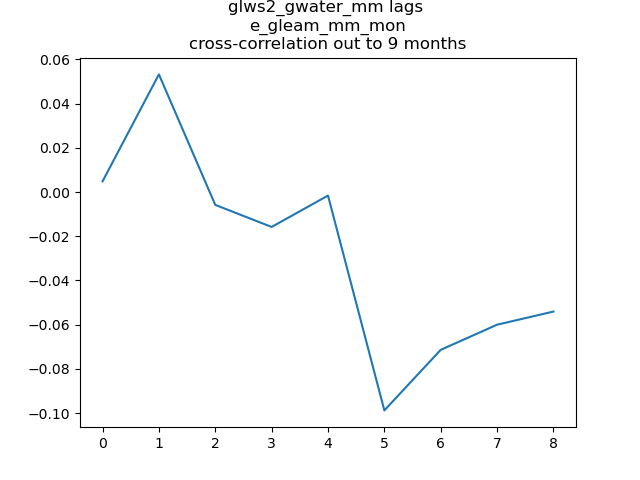 glws2_gwater_mm lags
e_gleam_mm_mon
cross-correlation out to 9 months
0.06
0.04
0.02
0.00
−0.02
−0.04
−0.06
−0.08
−0.10
0 1 2 3 4 5 6 7 8